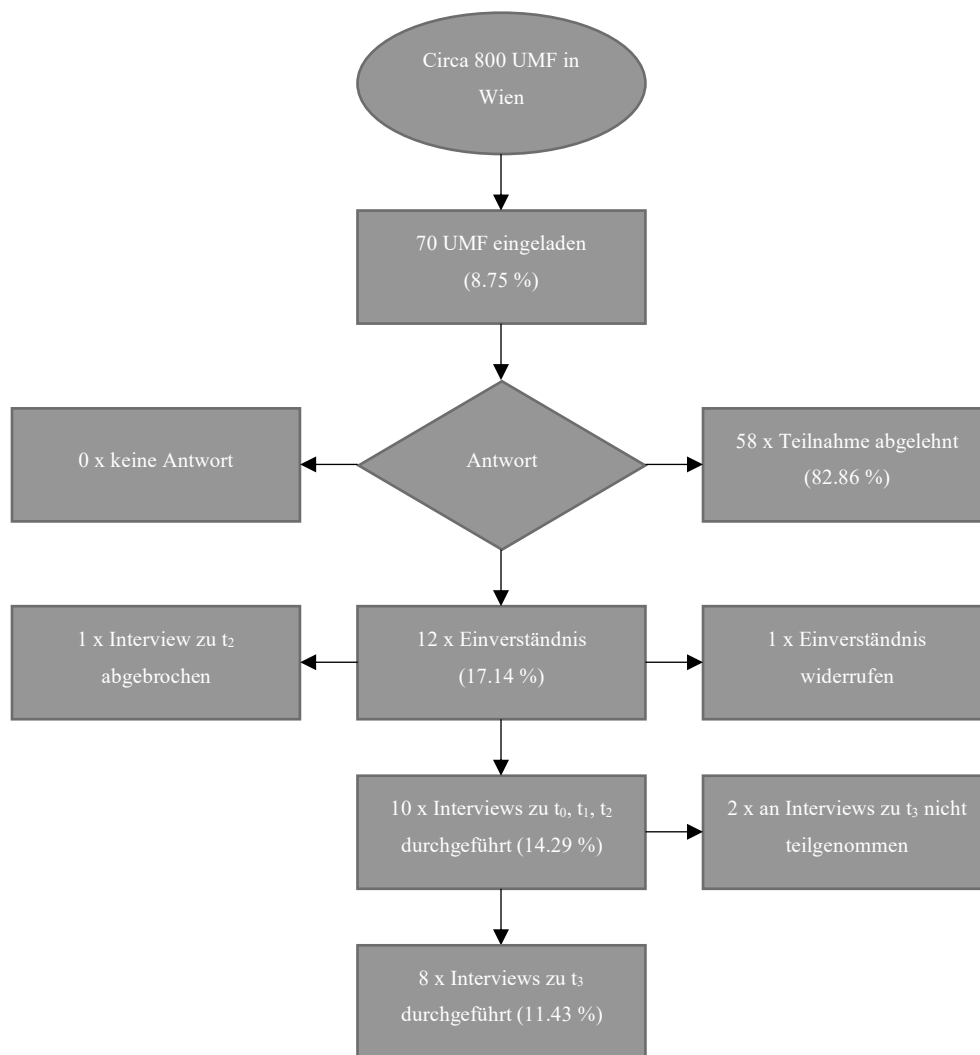 Circa 800 UMF in
Wien
70 UMF eingeladen
(8.75 %)
0 x keine Antwort
Antwort
58 x Teilnahme abgelehnt
(82.86 %)
1 x Interview zu t₂
abgebrochen
12 x Einverständnis
(17.14 %)
1 x Einverständnis
widerrufen
10 x Interviews zu t₀, t₁, t₂
durchgeführt (14.29 %)
2 x an Interviews zu t₃ nicht
teilgenommen
8 x Interviews zu t₃
durchgeführt (11.43 %)